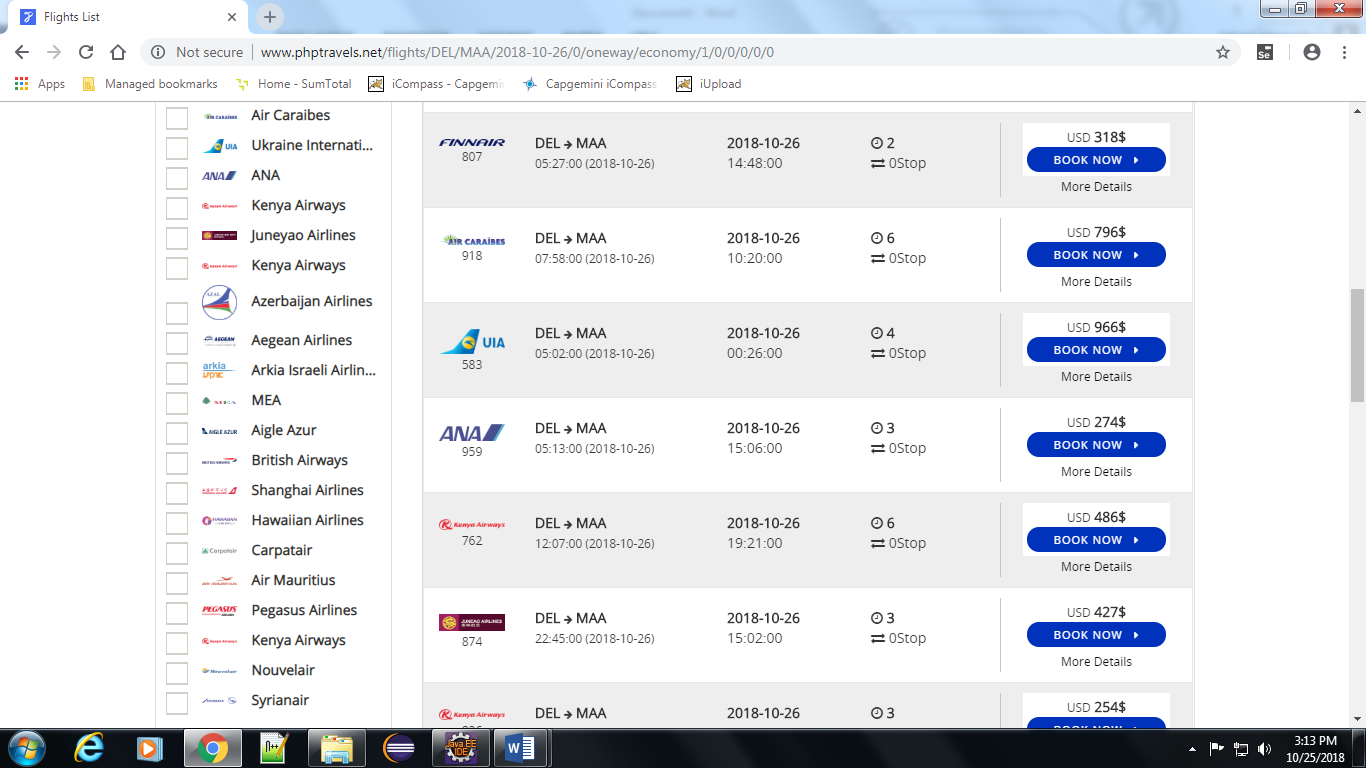 Flights List
Not secure | www.phptravels.net/flights/DEL/MAA/2018-10-26/0/oneway/economy/1/0/0/0/0/0
Se
Apps Managed bookmarks Home - SumTotal iCompass - Capgemin Capgemini iCompass iUpload
Air Caraibes
Ukraine Internati...
ANA
Kenya Airways
Juneyao Airlines
Kenya Airways
Azerbaijan Airlines
Aegean Airlines
Arkia Israeli Airlin...
MEA
Aigle Azur
British Airways
Shanghai Airlines
Hawaiian Airlines
Carpatair
Air Mauritius
Pegasus Airlines
Kenya Airways
Nouvelair
Syrianair
FINNAIR
807
DEL → MAA
05:27:00 (2018-10-26)
2018-10-26
14:48:00
2
0Stop
USD 318$
BOOK NOW
More Details
AIR CARAÏBES
918
DEL → MAA
07:58:00 (2018-10-26)
2018-10-26
10:20:00
6
0Stop
USD 796$
BOOK NOW
More Details
UIA
583
DEL → MAA
05:02:00 (2018-10-26)
2018-10-26
00:26:00
4
0Stop
USD 966$
BOOK NOW
More Details
ANA
959
DEL → MAA
05:13:00 (2018-10-26)
2018-10-26
15:06:00
3
0Stop
USD 274$
BOOK NOW
More Details
Kenya Airways
762
DEL → MAA
12:07:00 (2018-10-26)
2018-10-26
19:21:00
6
0Stop
USD 486$
BOOK NOW
More Details
JUNEAO AIRLINES
874
DEL → MAA
22:45:00 (2018-10-26)
2018-10-26
15:02:00
3
0Stop
USD 427$
BOOK NOW
More Details
Kenya Airways
DEL → MAA
2018-10-26
3
USD 254$
BOOK NOW
Java EE
IDE
3:13 PM
10/25/2018